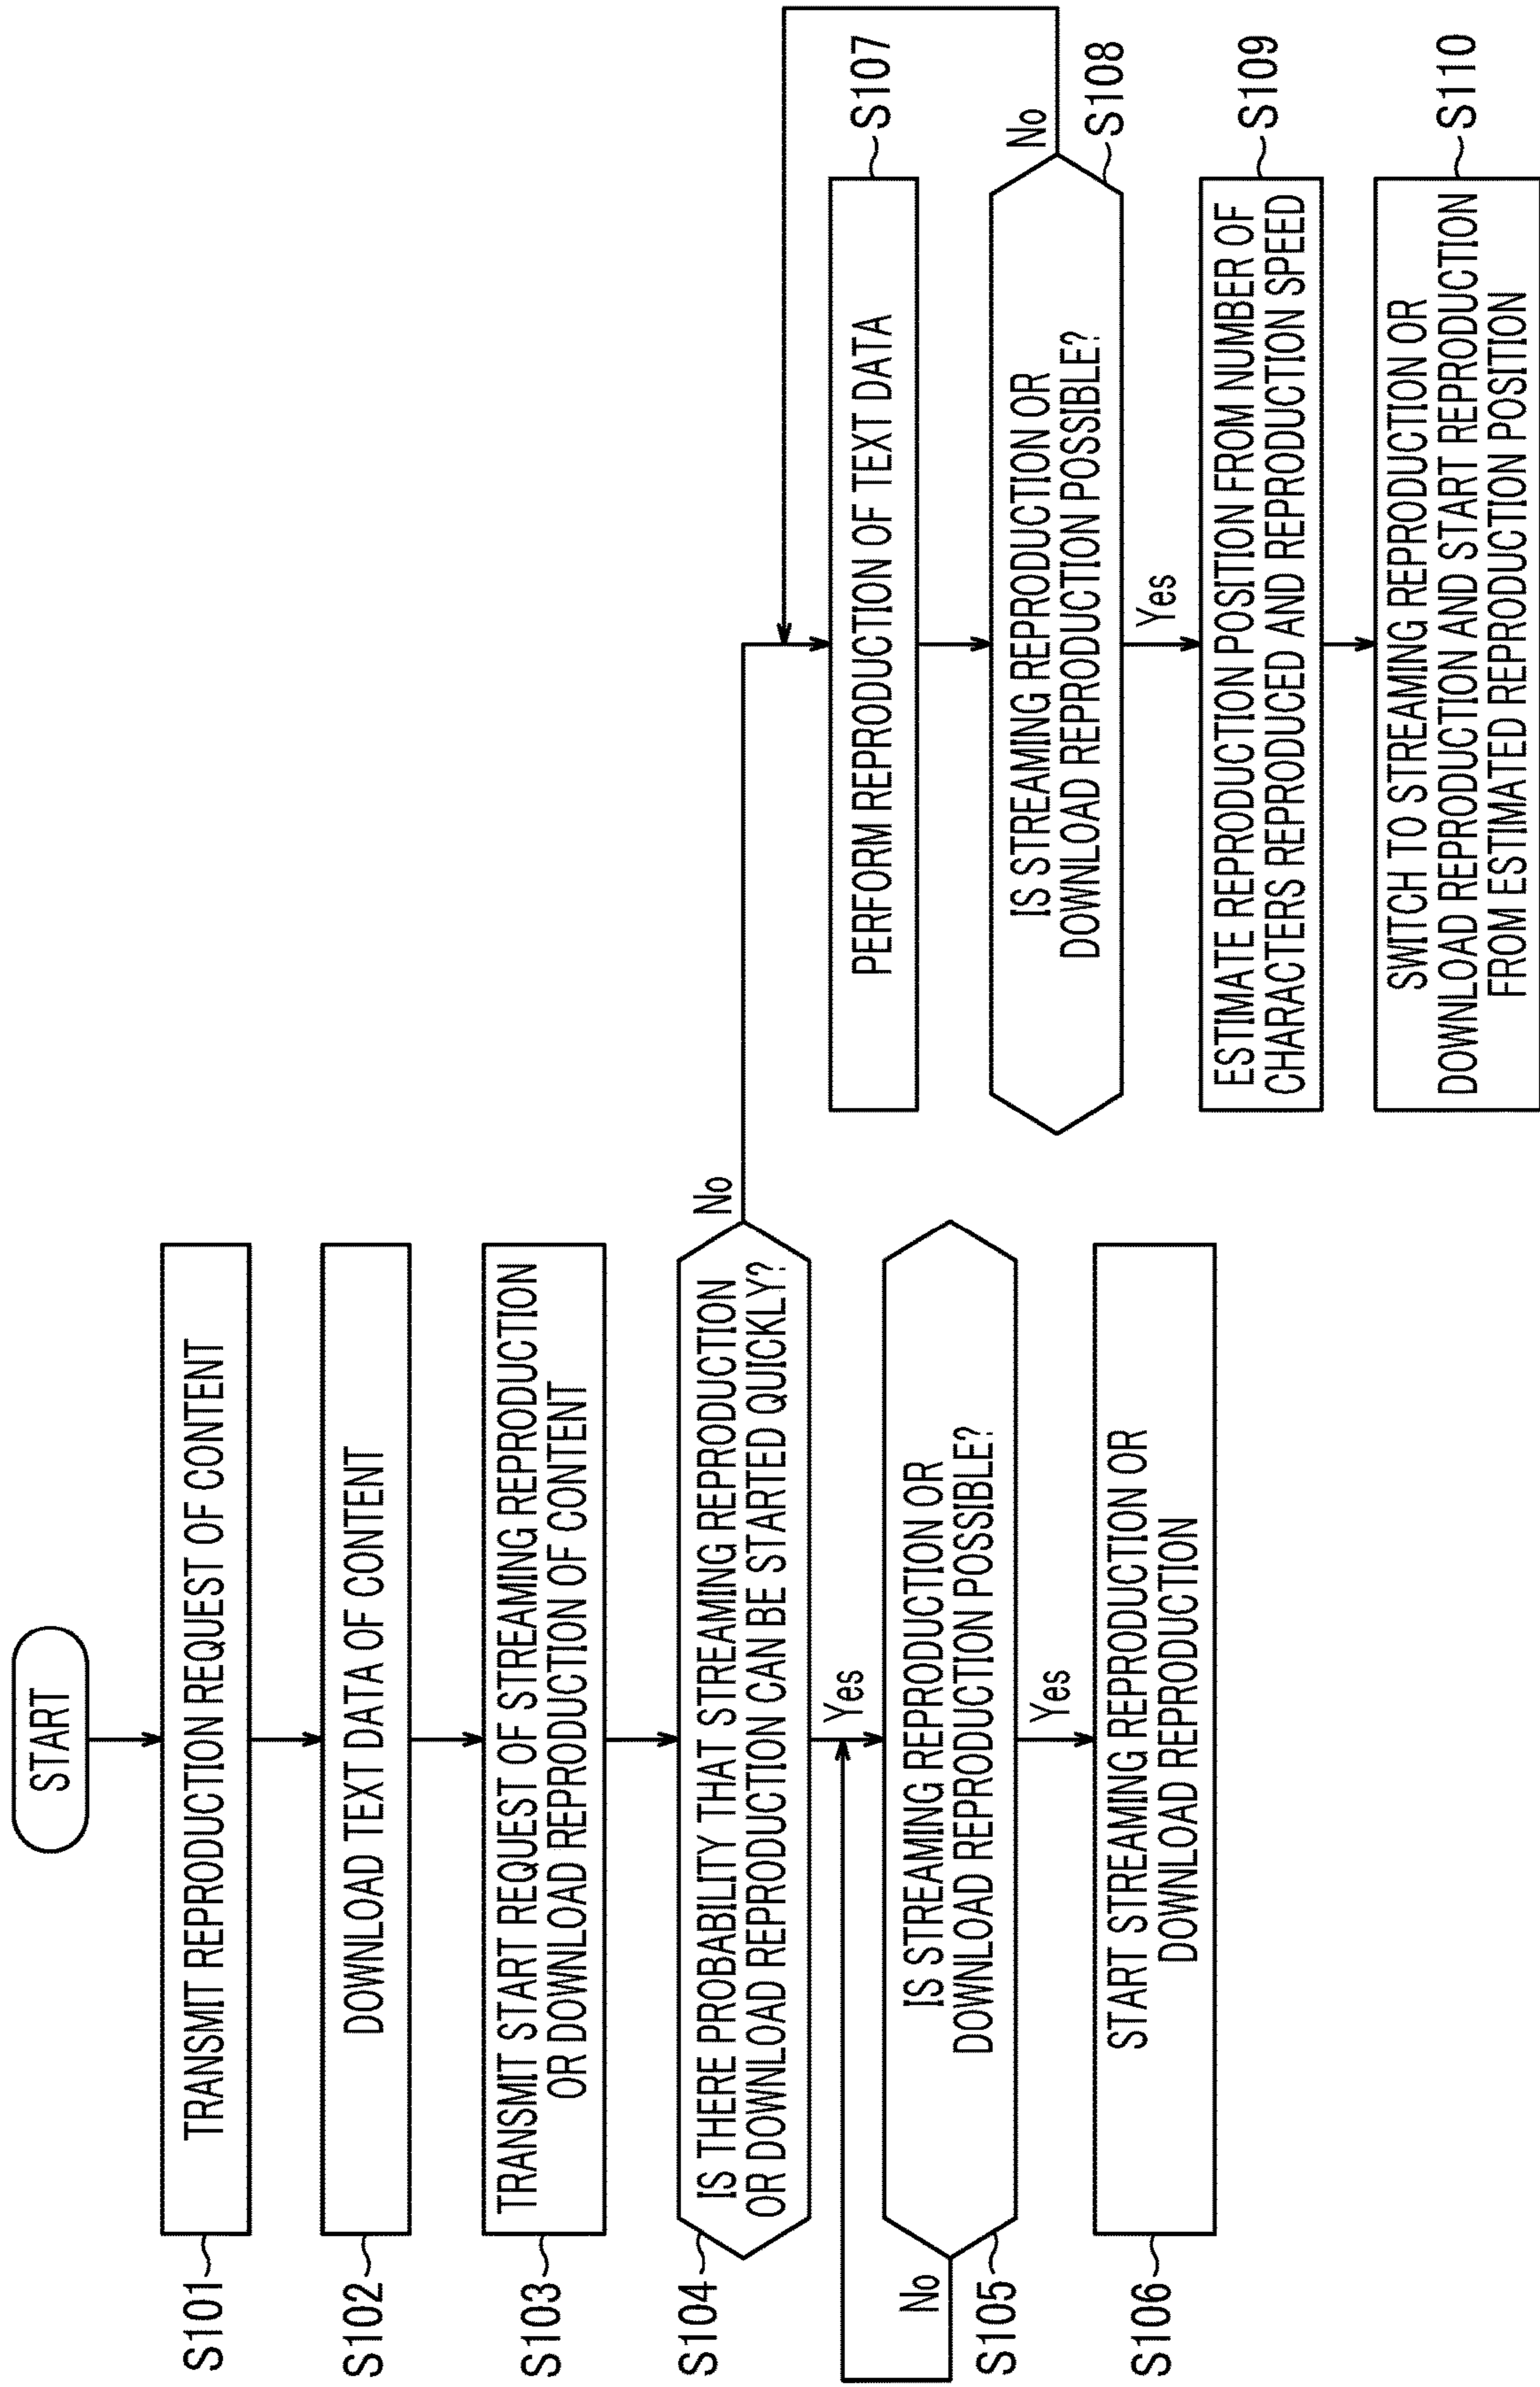 START
S101
TRANSMIT REPRODUCTION REQUEST OF CONTENT
S102
DOWNLOAD TEXT DATA OF CONTENT
S103
TRANSMIT START REQUEST OF STREAMING REPRODUCTION
OR DOWNLOAD REPRODUCTION OF CONTENT
S104
IS THERE PROBABILITY THAT STREAMING REPRODUCTION
OR DOWNLOAD REPRODUCTION CAN BE STARTED QUICKLY?
No
Yes
No
S105
IS STREAMING REPRODUCTION OR
DOWNLOAD REPRODUCTION POSSIBLE?
Yes
S106
START STREAMING REPRODUCTION OR
DOWNLOAD REPRODUCTION
S107
PERFORM REPRODUCTION OF TEXT DATA
No
S108
IS STREAMING REPRODUCTION OR
DOWNLOAD REPRODUCTION POSSIBLE?
Yes
S109
ESTIMATE REPRODUCTION POSITION FROM NUMBER OF
CHARACTERS REPRODUCED AND REPRODUCTION SPEED
S110
SWITCH TO STREAMING REPRODUCTION OR
DOWNLOAD REPRODUCTION AND START REPRODUCTION
FROM ESTIMATED REPRODUCTION POSITION